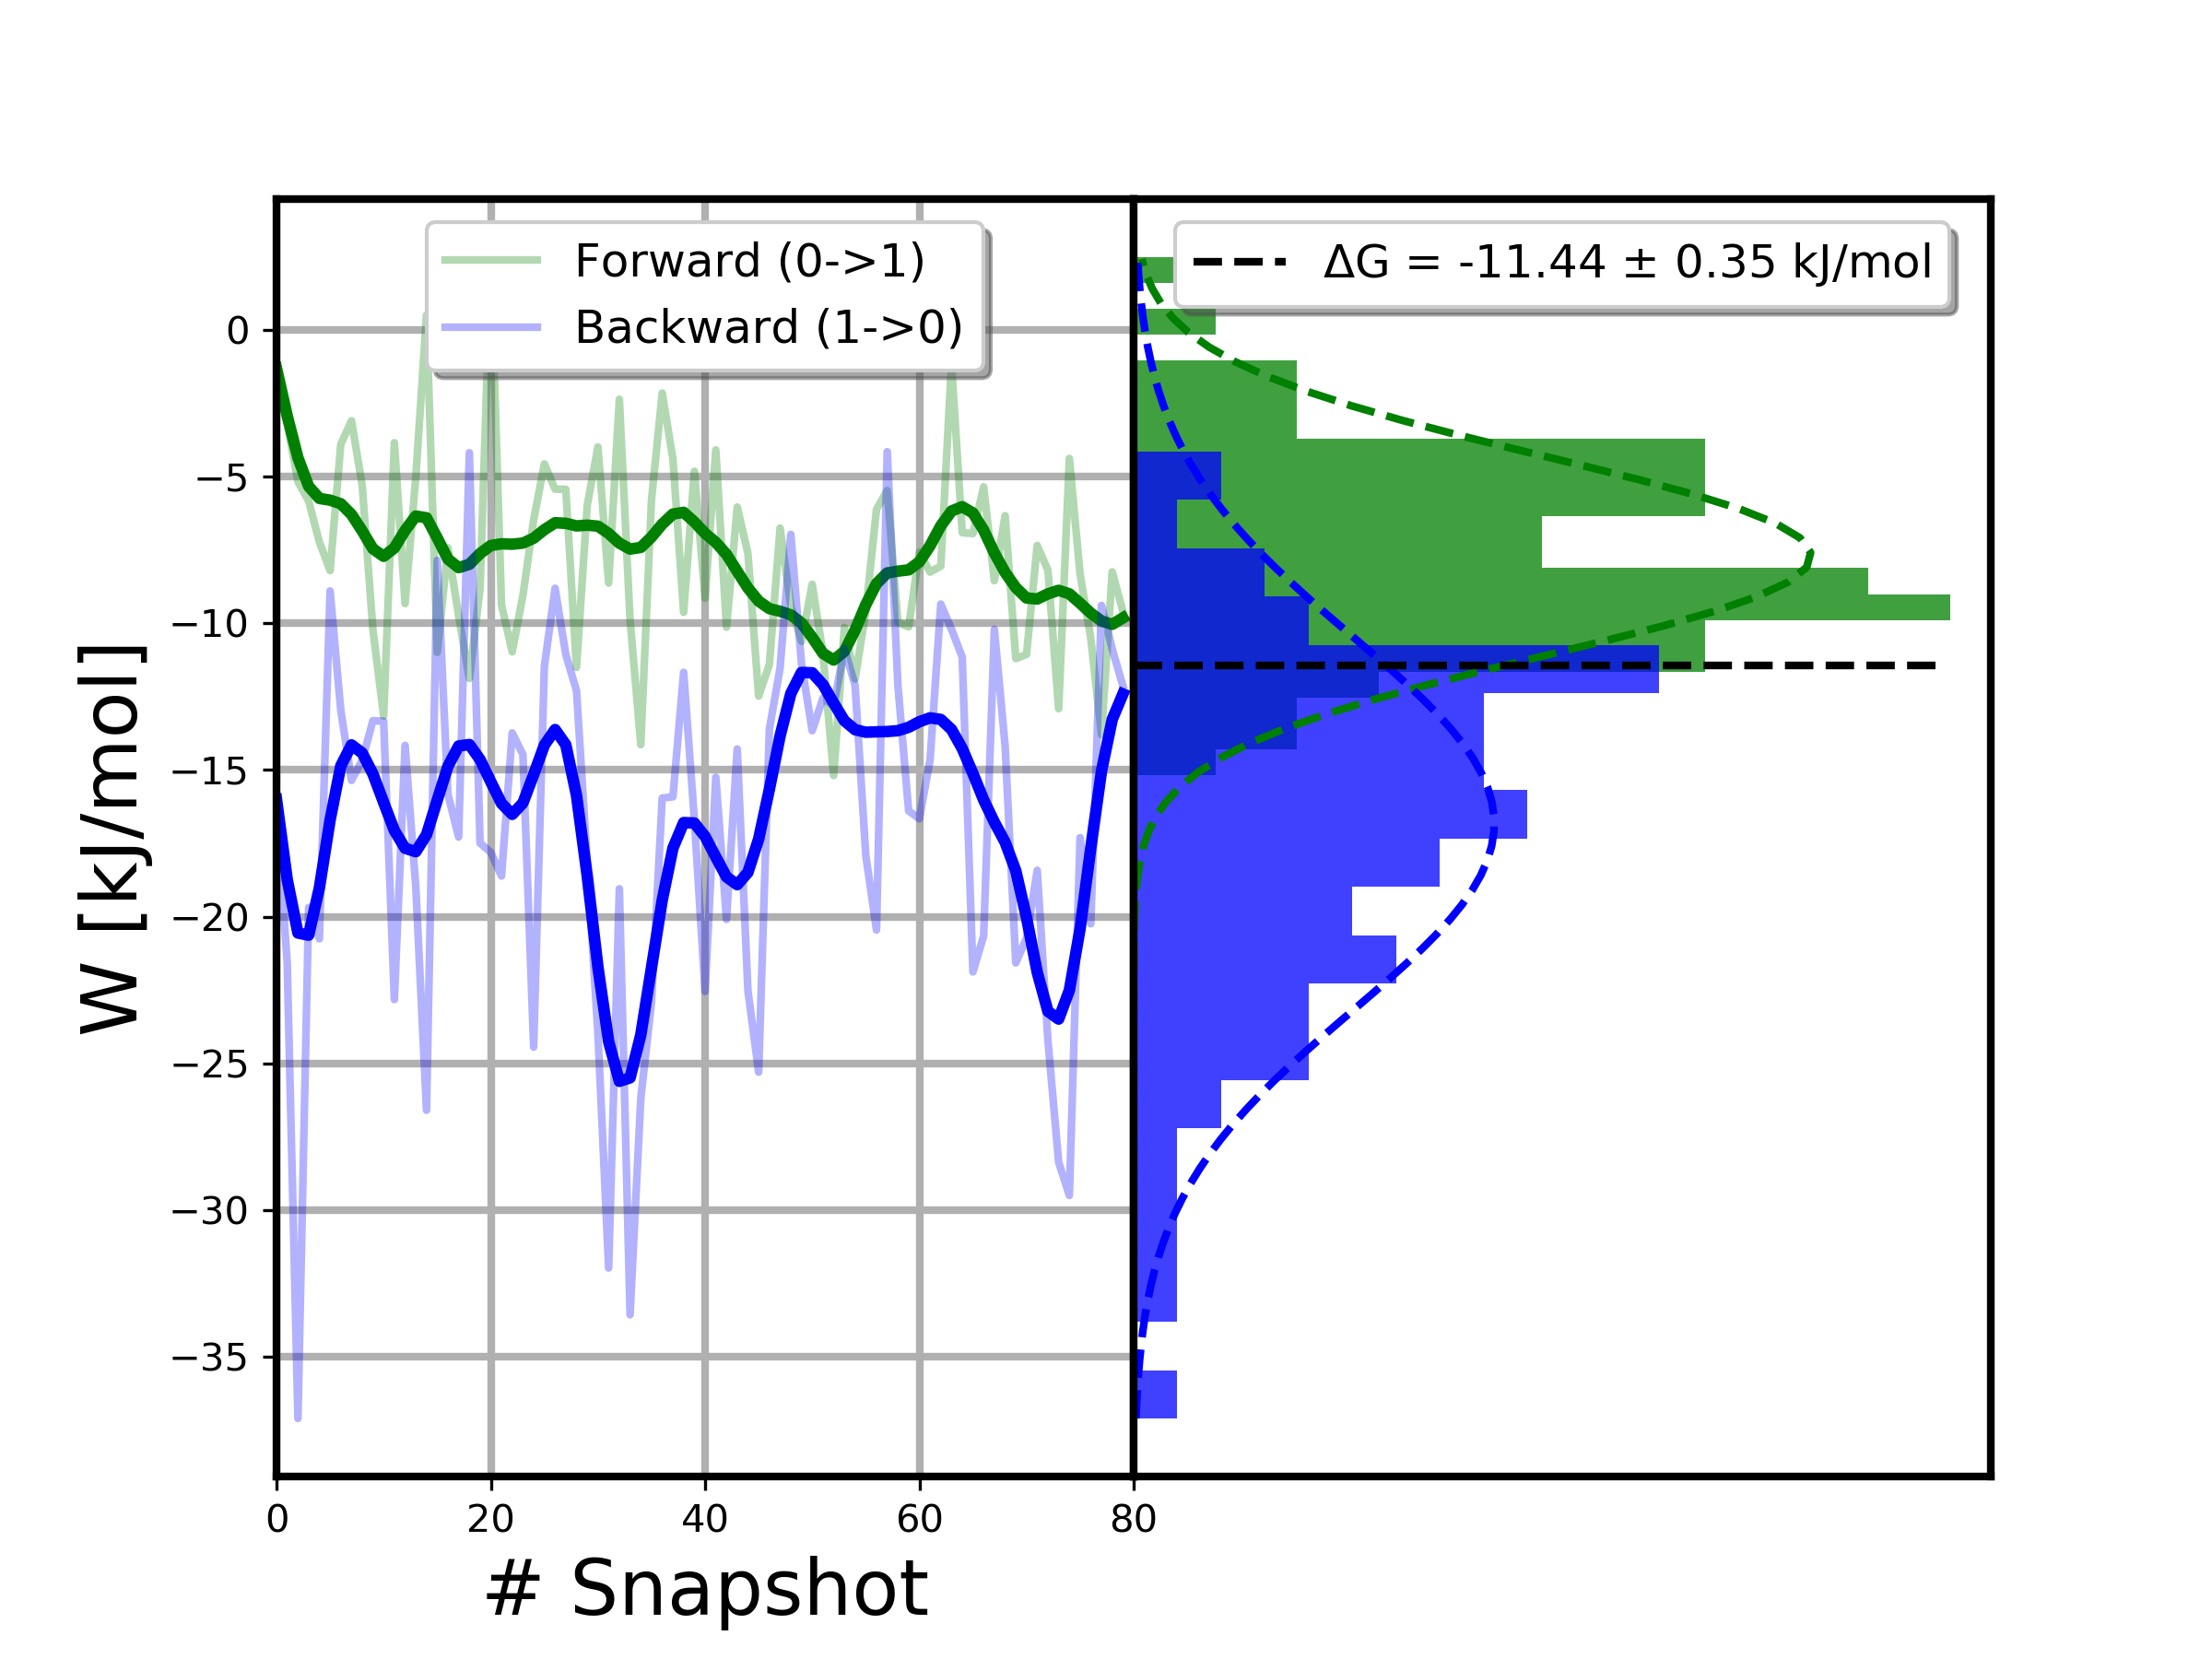 Forward (0->1)
Backward (1->0)
ΔG = -11.44 ± 0.35 kJ/mol
W [kJ/mol]
0
−5
−10
−15
−20
−25
−30
−35
0 20 40 60 80
# Snapshot